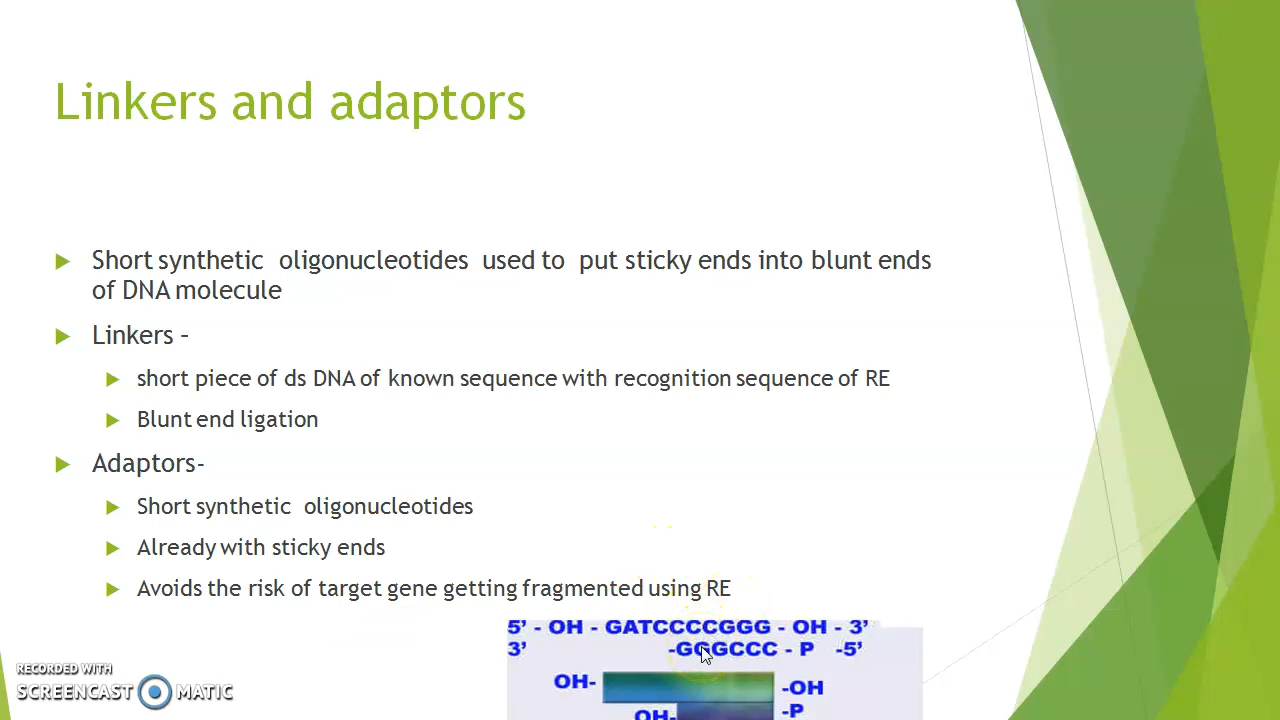 Linkers and adaptors
Short synthetic oligonucleotides used to put sticky ends into blunt ends
of DNA molecule
Linkers –
short piece of ds DNA of known sequence with recognition sequence of RE
Blunt end ligation
Adaptors-
Short synthetic oligonucleotides
Already with sticky ends
Avoids the risk of target gene getting fragmented using RE
5’ - OH - GATCCCCGGG - OH - 3’
3’ -GGGCCC - P -5’
OH- -OH
OH- -P
RECORDED WITH
SCREENCAST MATIC